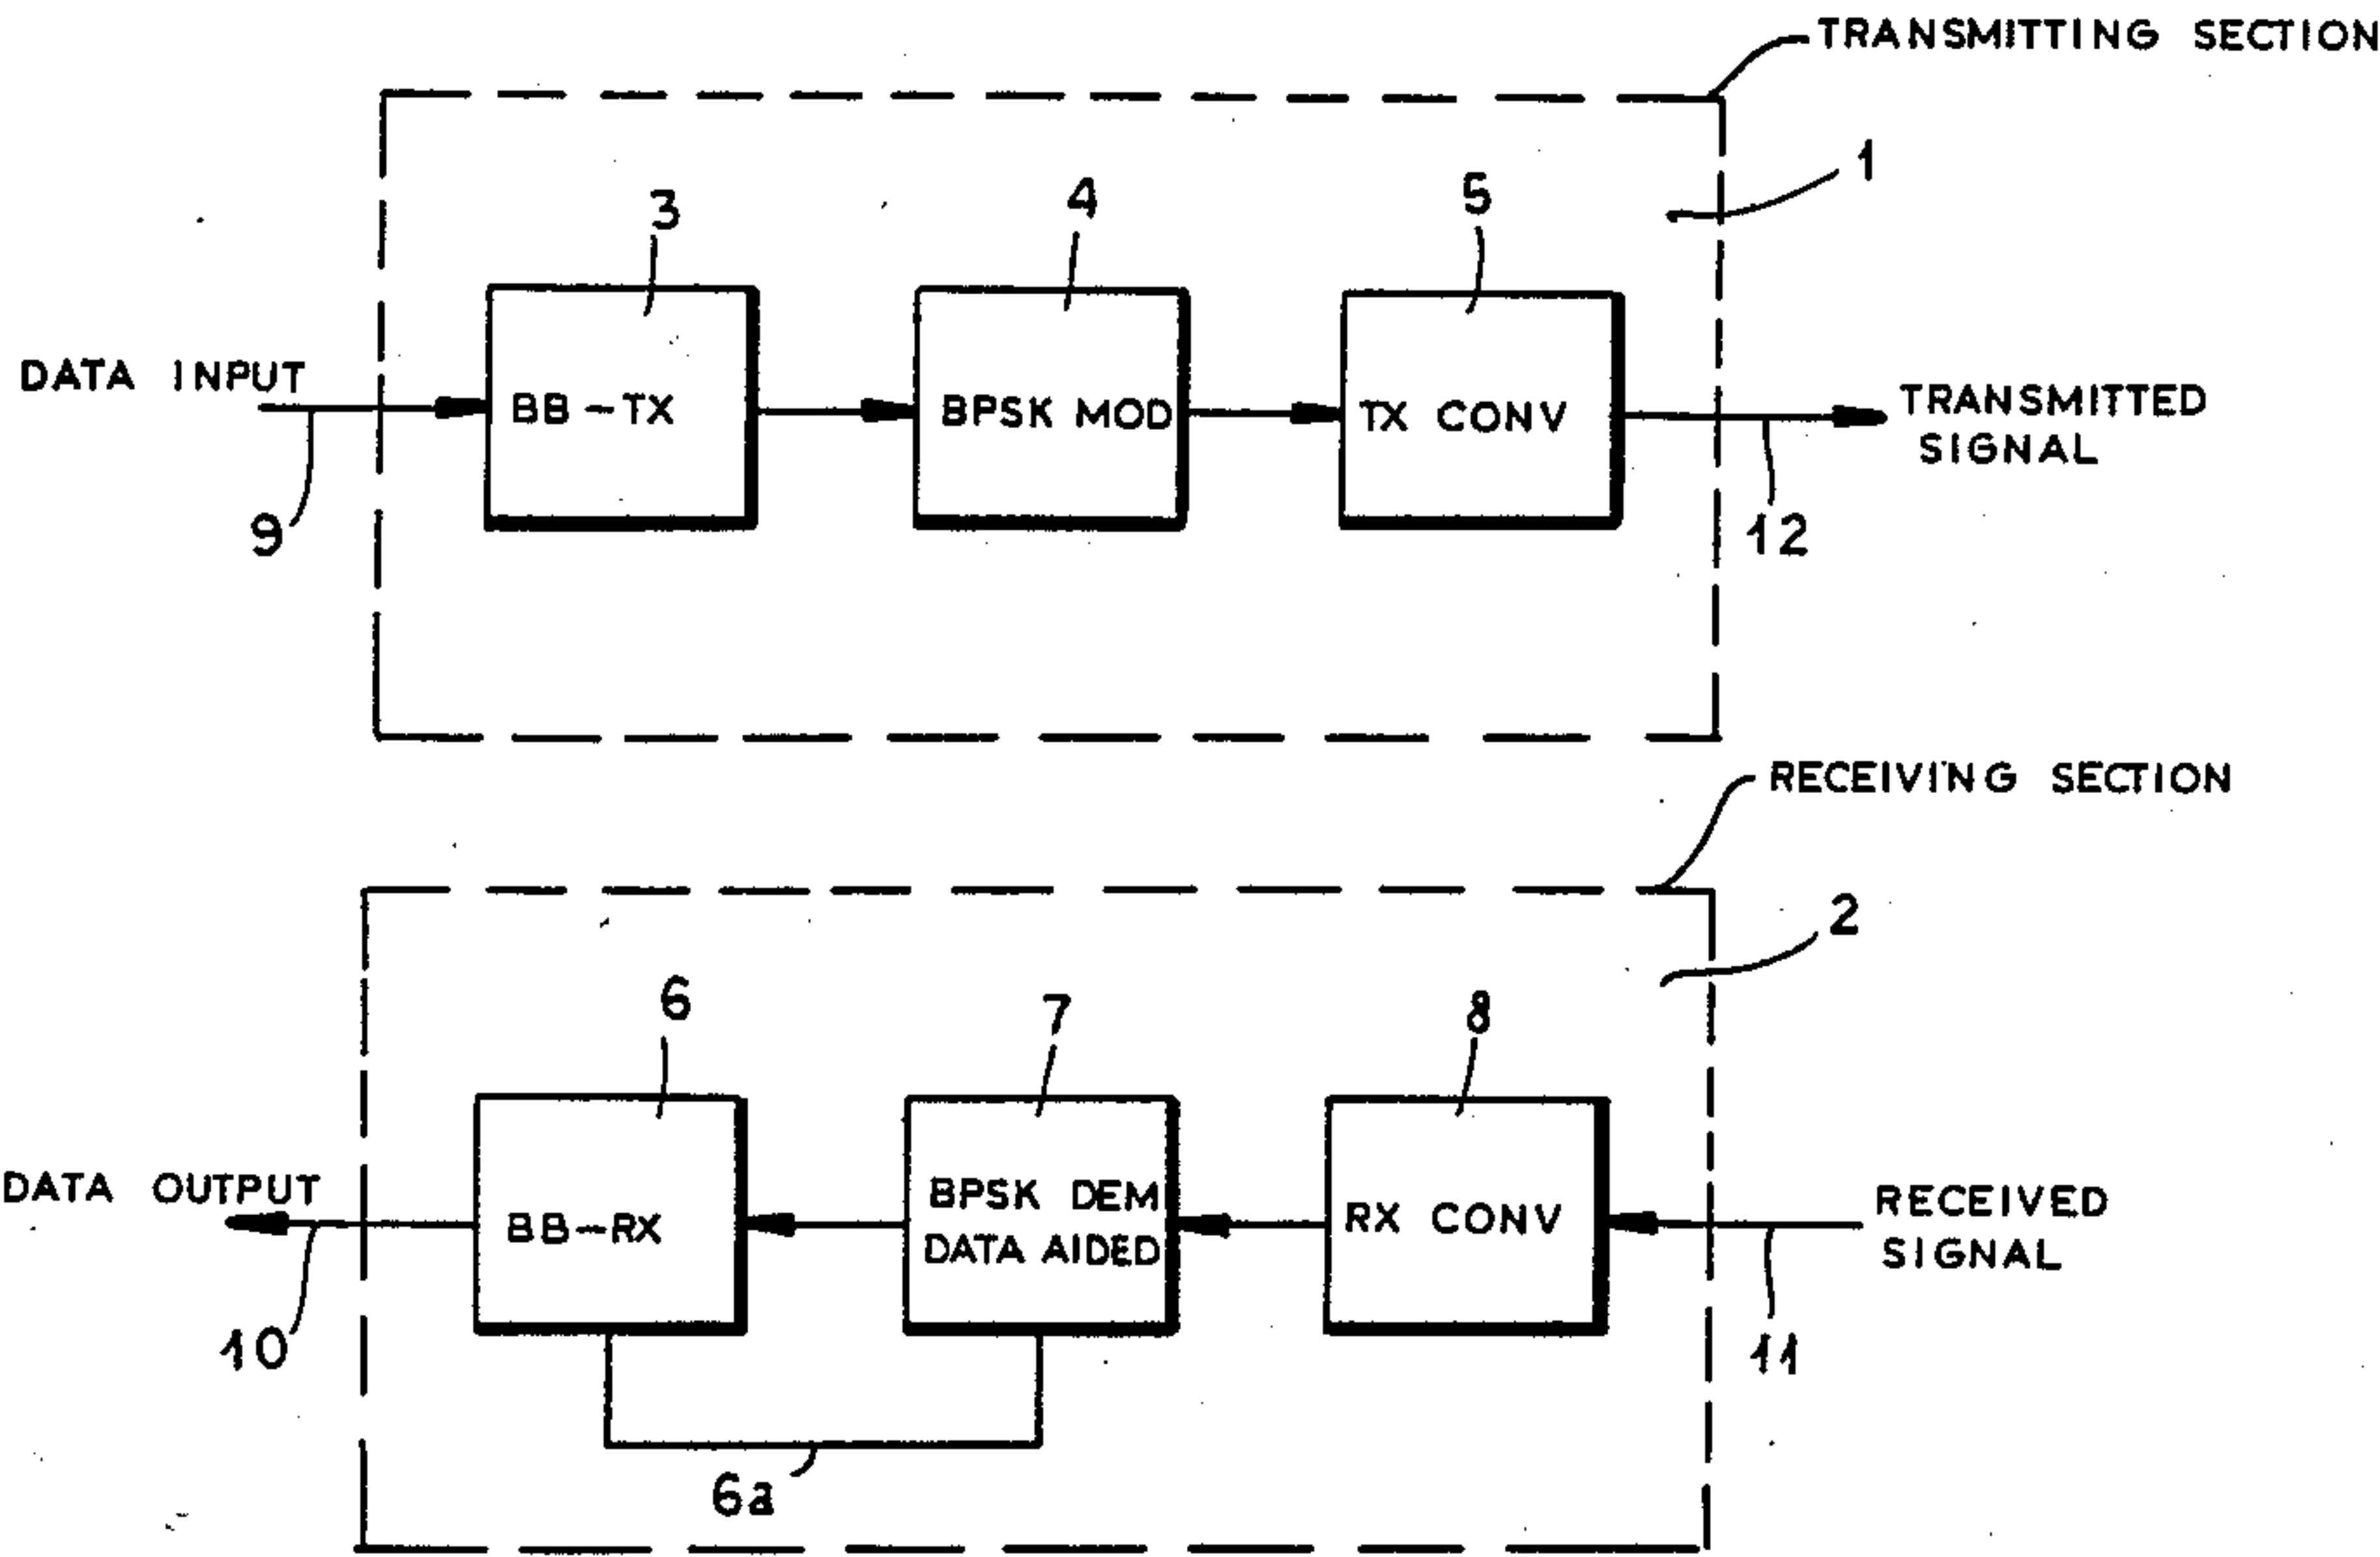 TRANSMITTING SECTION
1
3
4
5
DATA INPUT
BB-TX
BPSK MOD
TX CONV
TRANSMITTED
SIGNAL
9
12
RECEIVING SECTION
2
6
7
8
DATA OUTPUT
BB-RX
BPSK DEM
DATA AIDED
RX CONV
RECEIVED
SIGNAL
10
11
6a